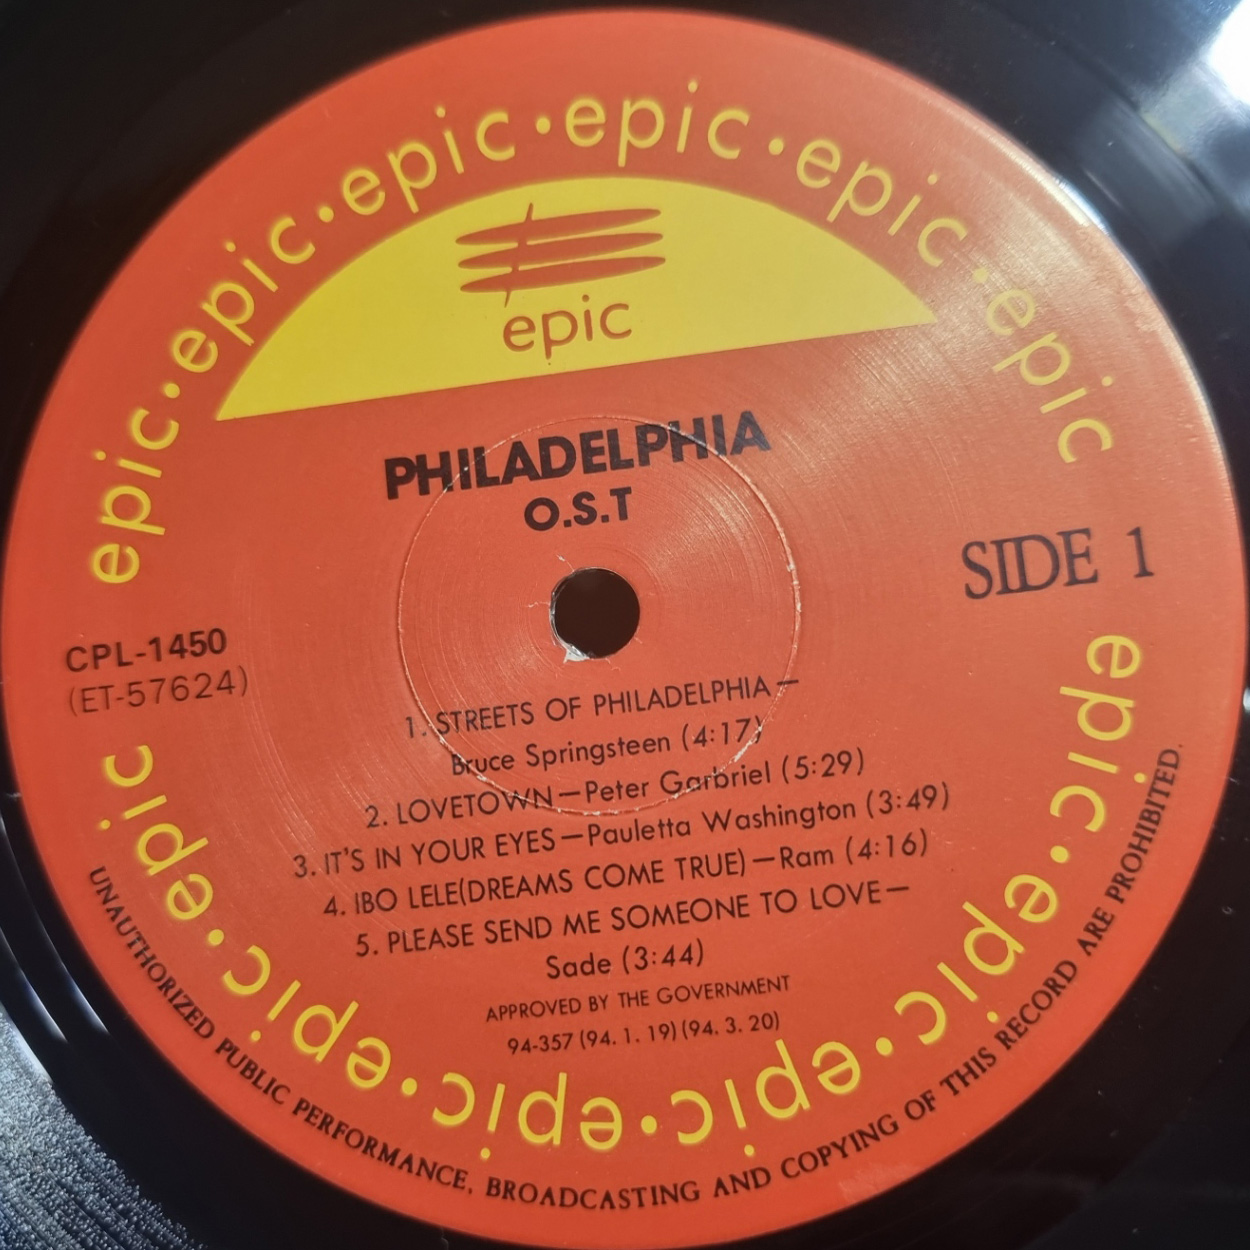 epic·epic·epic·epic·epic·epic
epic
PHILADELPHIA
O.S.T
SIDE 1
CPL-1450
(ET-57624)
1. STREETS OF PHILADELPHIA—
Bruce Springsteen (4:17)
2. LOVETOWN—Peter Garbriel (5:29)
3. IT'S IN YOUR EYES—Pauletta Washington (3:49)
4. IBO LELE(DREAMS COME TRUE)—Ram (4:16)
5. PLEASE SEND ME SOMEONE TO LOVE—
Sade (3:44)
APPROVED BY THE GOVERNMENT
94-357 (94. 1. 19) (94. 3. 20)
epic·epic·epic·epic·epic·epic
UNAUTHORIZED PUBLIC PERFORMANCE, BROADCASTING AND COPYING OF THIS RECORD ARE PROHIBITED.